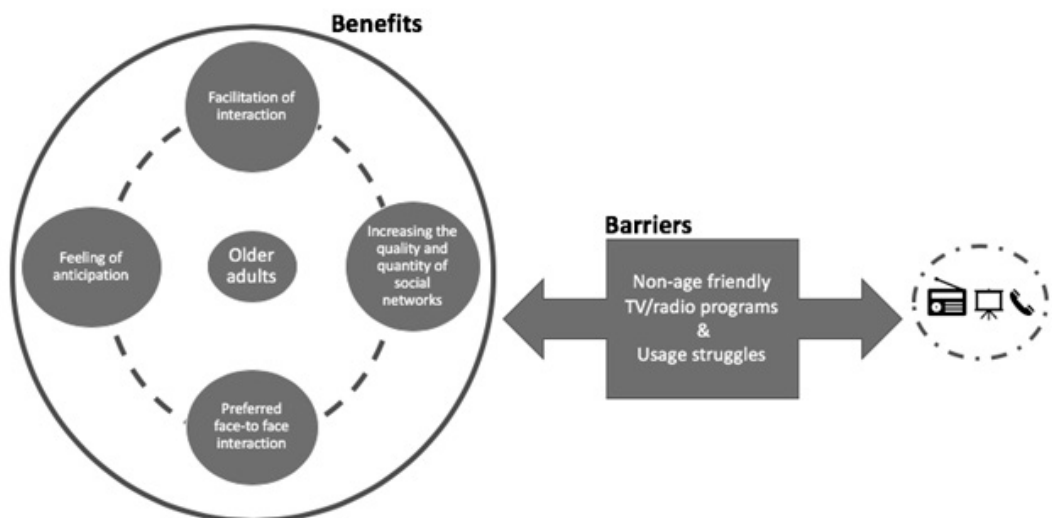 Benefits
Facilitation of
interaction
Feeling of
anticipation
Older
adults
Increasing the
quality and
quantity of
social
networks
Preferred
face-to face
interaction
Barriers
Non-age friendly
TV/radio programs
&
Usage struggles